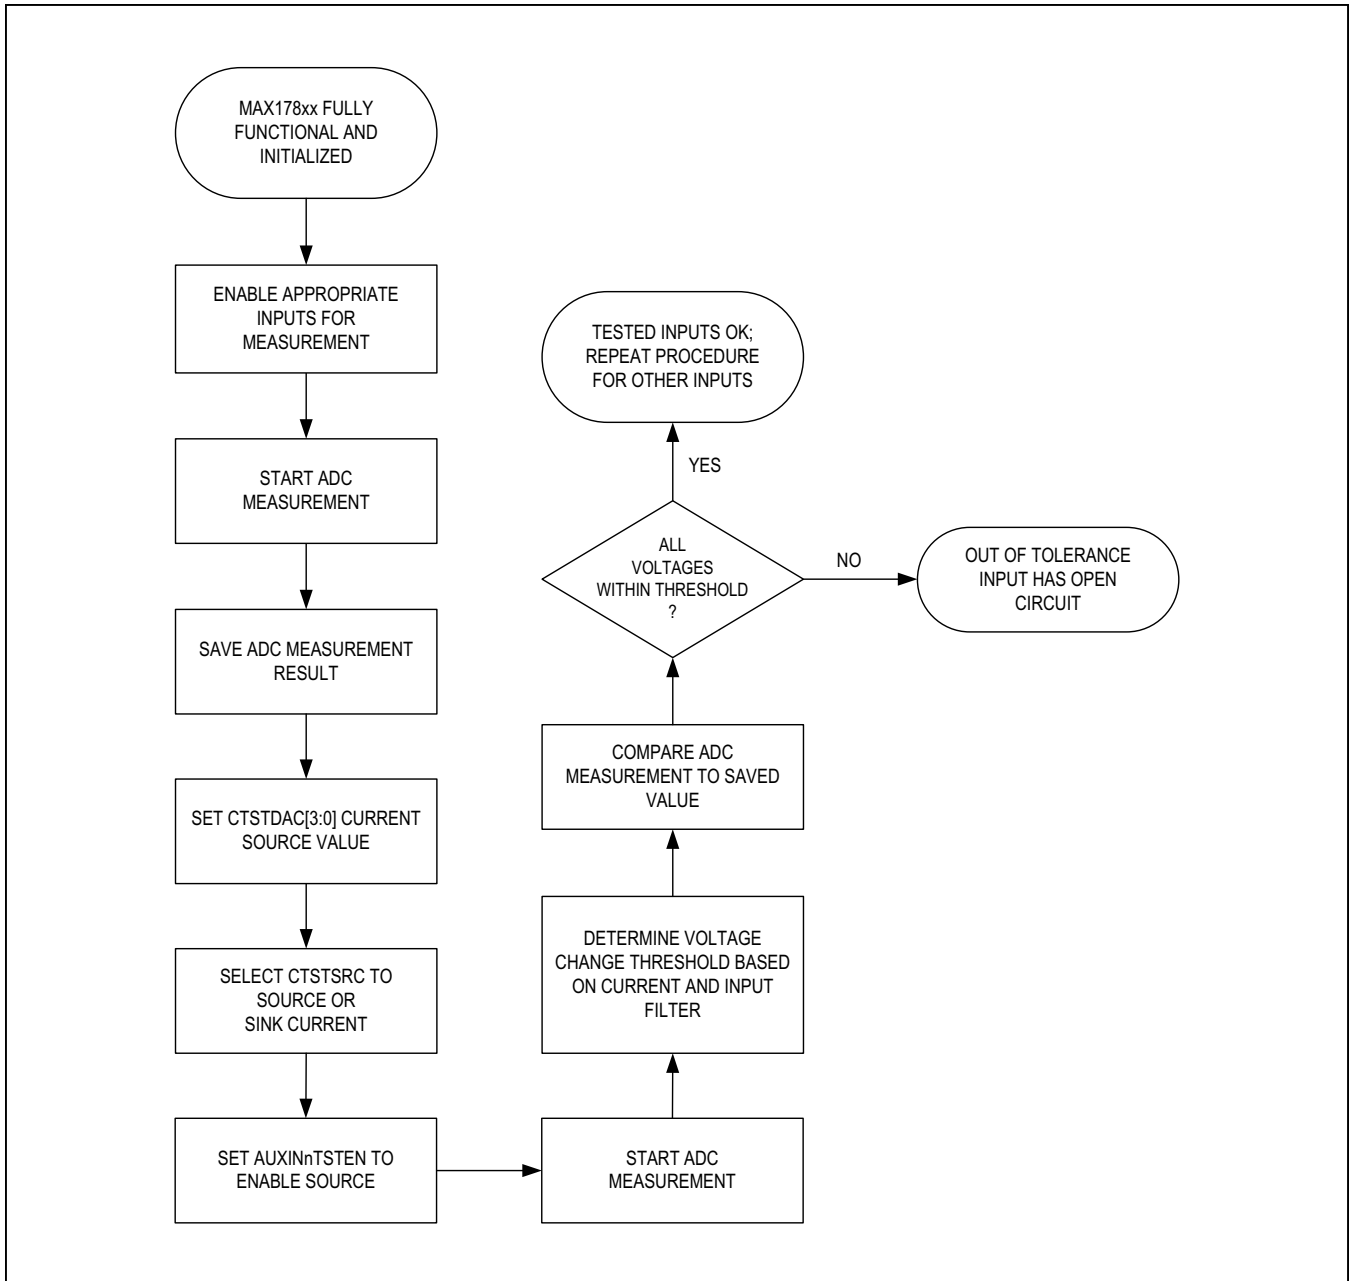 MAX178xx FULLY
FUNCTIONAL AND
INITIALIZED
ENABLE APPROPRIATE
INPUTS FOR
MEASUREMENT
START ADC
MEASUREMENT
SAVE ADC MEASUREMENT
RESULT
SET CTSTDAC[3:0] CURRENT
SOURCE VALUE
SELECT CTSTSRC TO
SOURCE OR
SINK CURRENT
SET AUXINnTSTEN TO
ENABLE SOURCE
START ADC
MEASUREMENT
DETERMINE VOLTAGE
CHANGE THRESHOLD BASED
ON CURRENT AND INPUT
FILTER
COMPARE ADC
MEASUREMENT TO SAVED
VALUE
ALL
VOLTAGES
WITHIN THRESHOLD
?
YES
TESTED INPUTS OK;
REPEAT PROCEDURE
FOR OTHER INPUTS
NO
OUT OF TOLERANCE
INPUT HAS OPEN
CIRCUIT